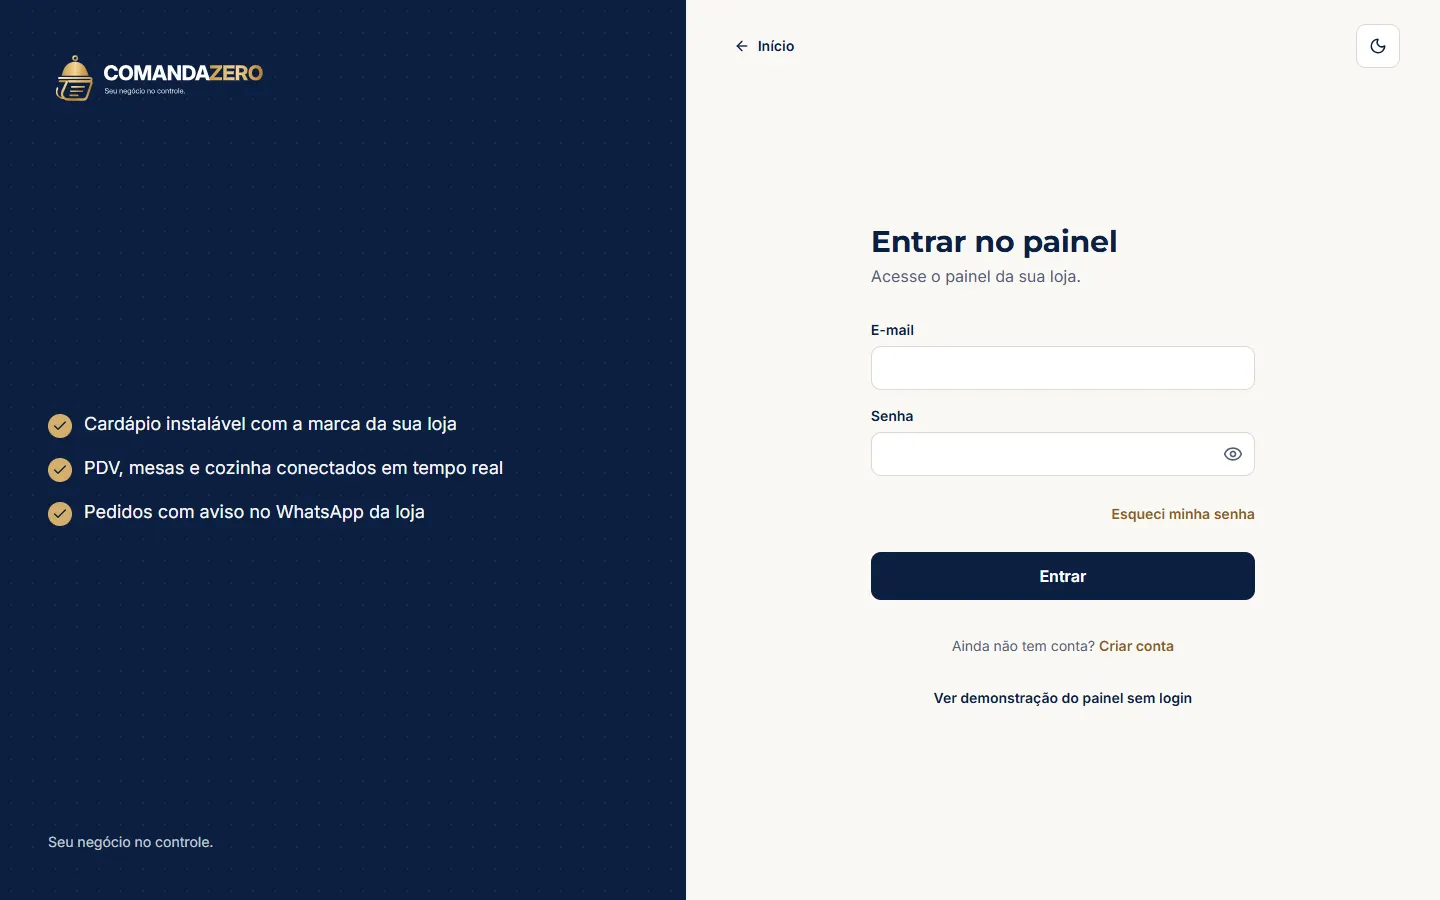 COMANDAZERO
Seu negócio no controle.
Cardápio instalável com a marca da sua loja
PDV, mesas e cozinha conectados em tempo real
Pedidos com aviso no WhatsApp da loja
Seu negócio no controle.
Início
Entrar no painel
Acesse o painel da sua loja.
E-mail
Senha
Esqueci minha senha
Entrar
Ainda não tem conta? Criar conta
Ver demonstração do painel sem login